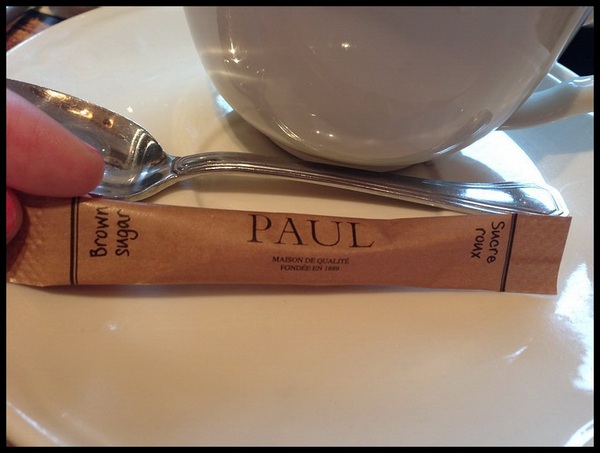 Brown
sugar
PAUL
MAISON DE QUALITÉ
FONDÉE EN 1889
Sucre
roux